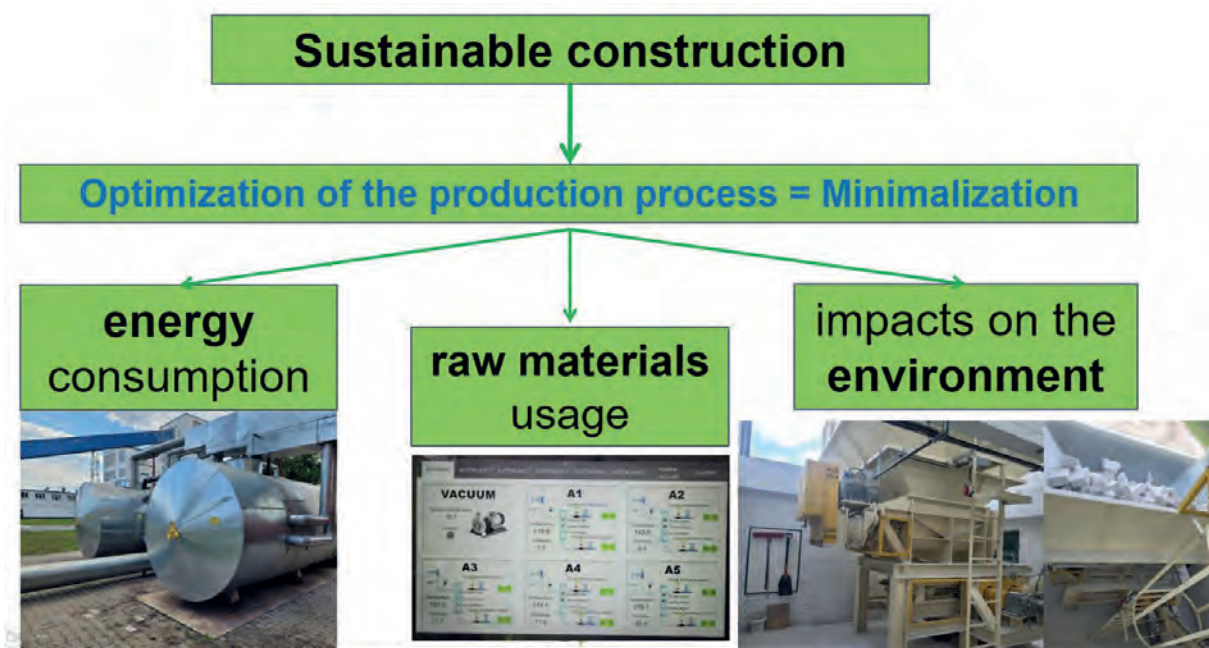 Sustainable construction
Optimization of the production process = Minimalization
energy
consumption
raw materials
usage
impacts on the
environment
VACUUM
A1
A2
A3
A4
A5